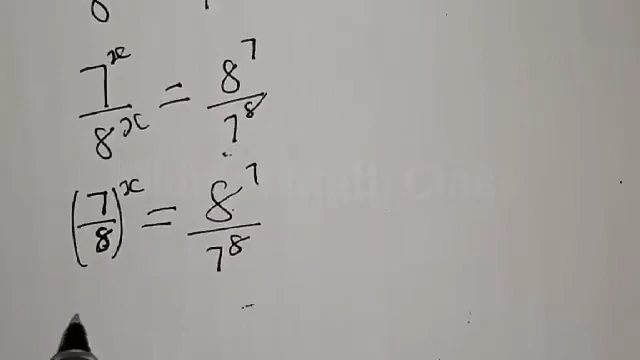 7^x / 8^x = 8^7 / 7^8
(7/8)^x = 8^7 / 7^8